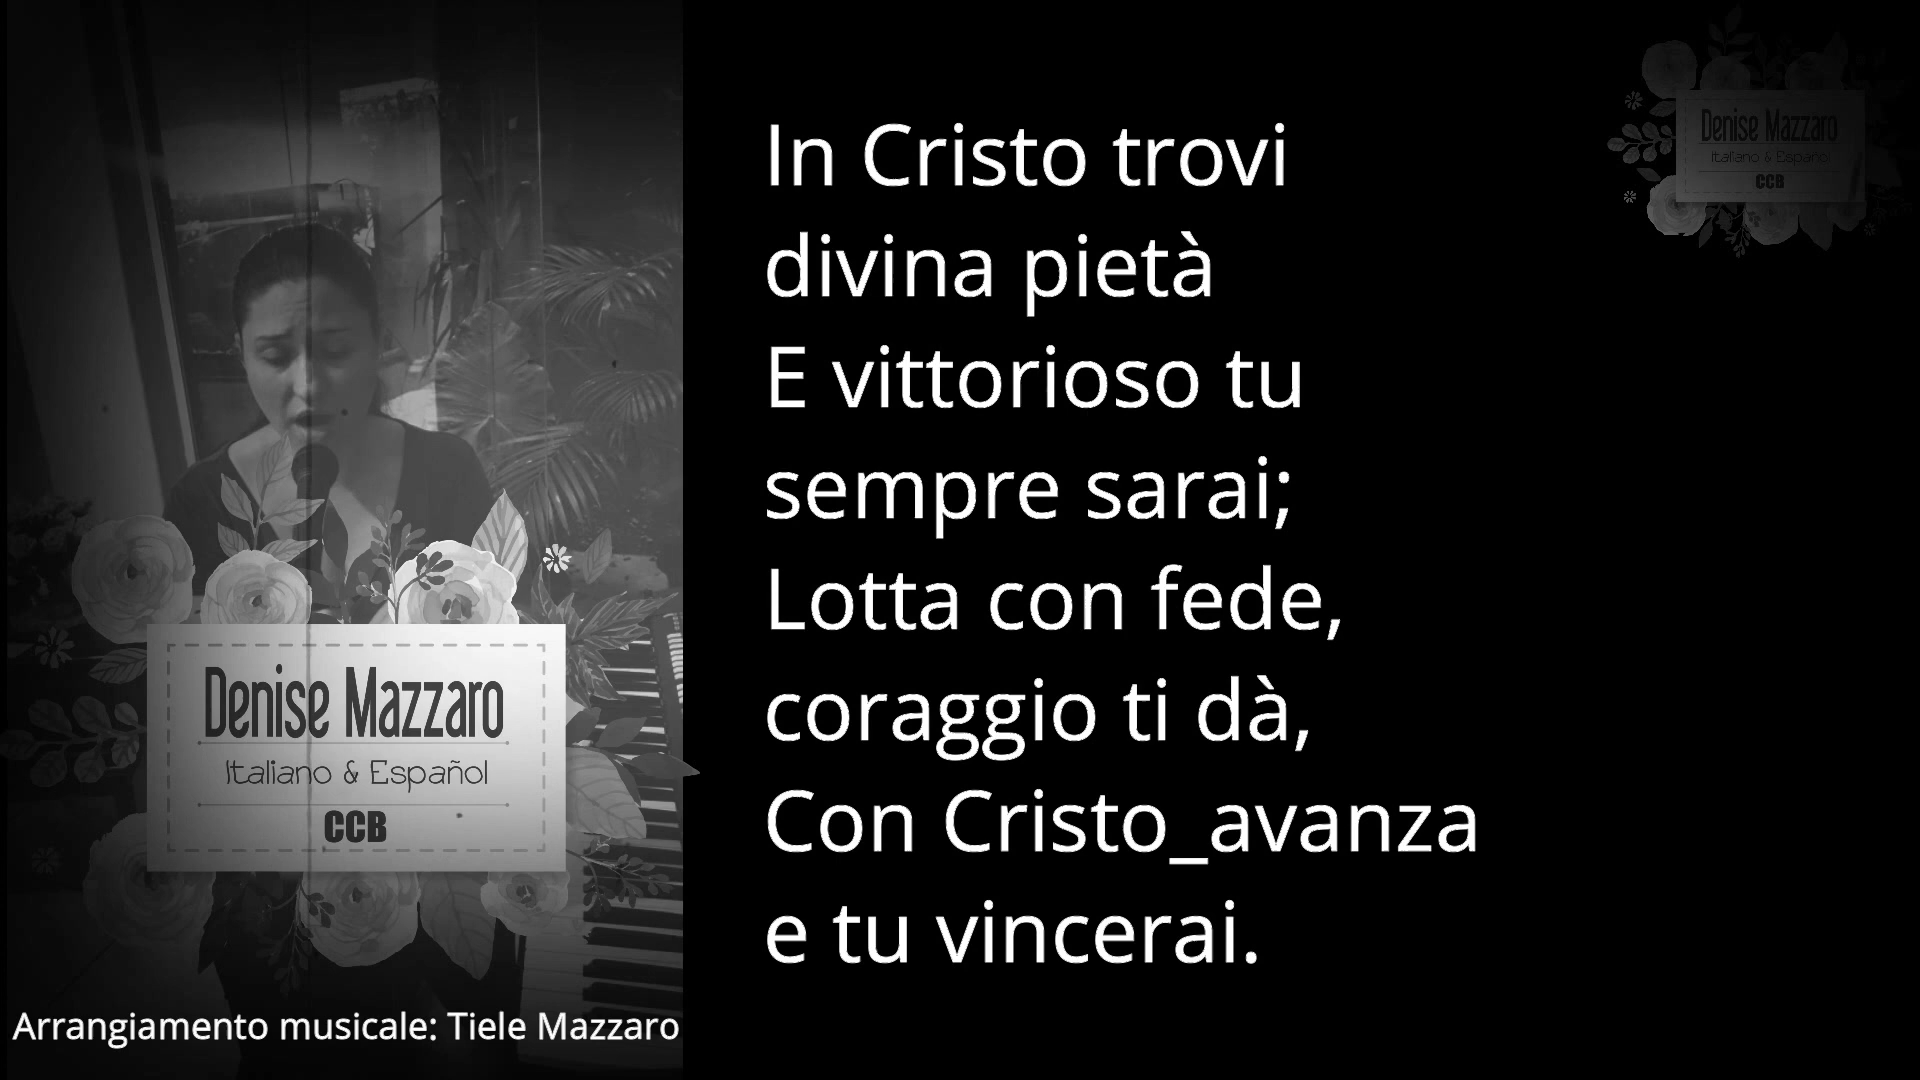 In Cristo trovi
divina pietà
E vittorioso tu
sempre sarai;
Lotta con fede,
coraggio ti dà,
Con Cristo_avanza
e tu vincerai.
Denise Mazzaro
Italiano & Español
CCB
Arrangiamento musicale: Tiele Mazzaro
Denise Mazzaro
Italiano & Español
CCB